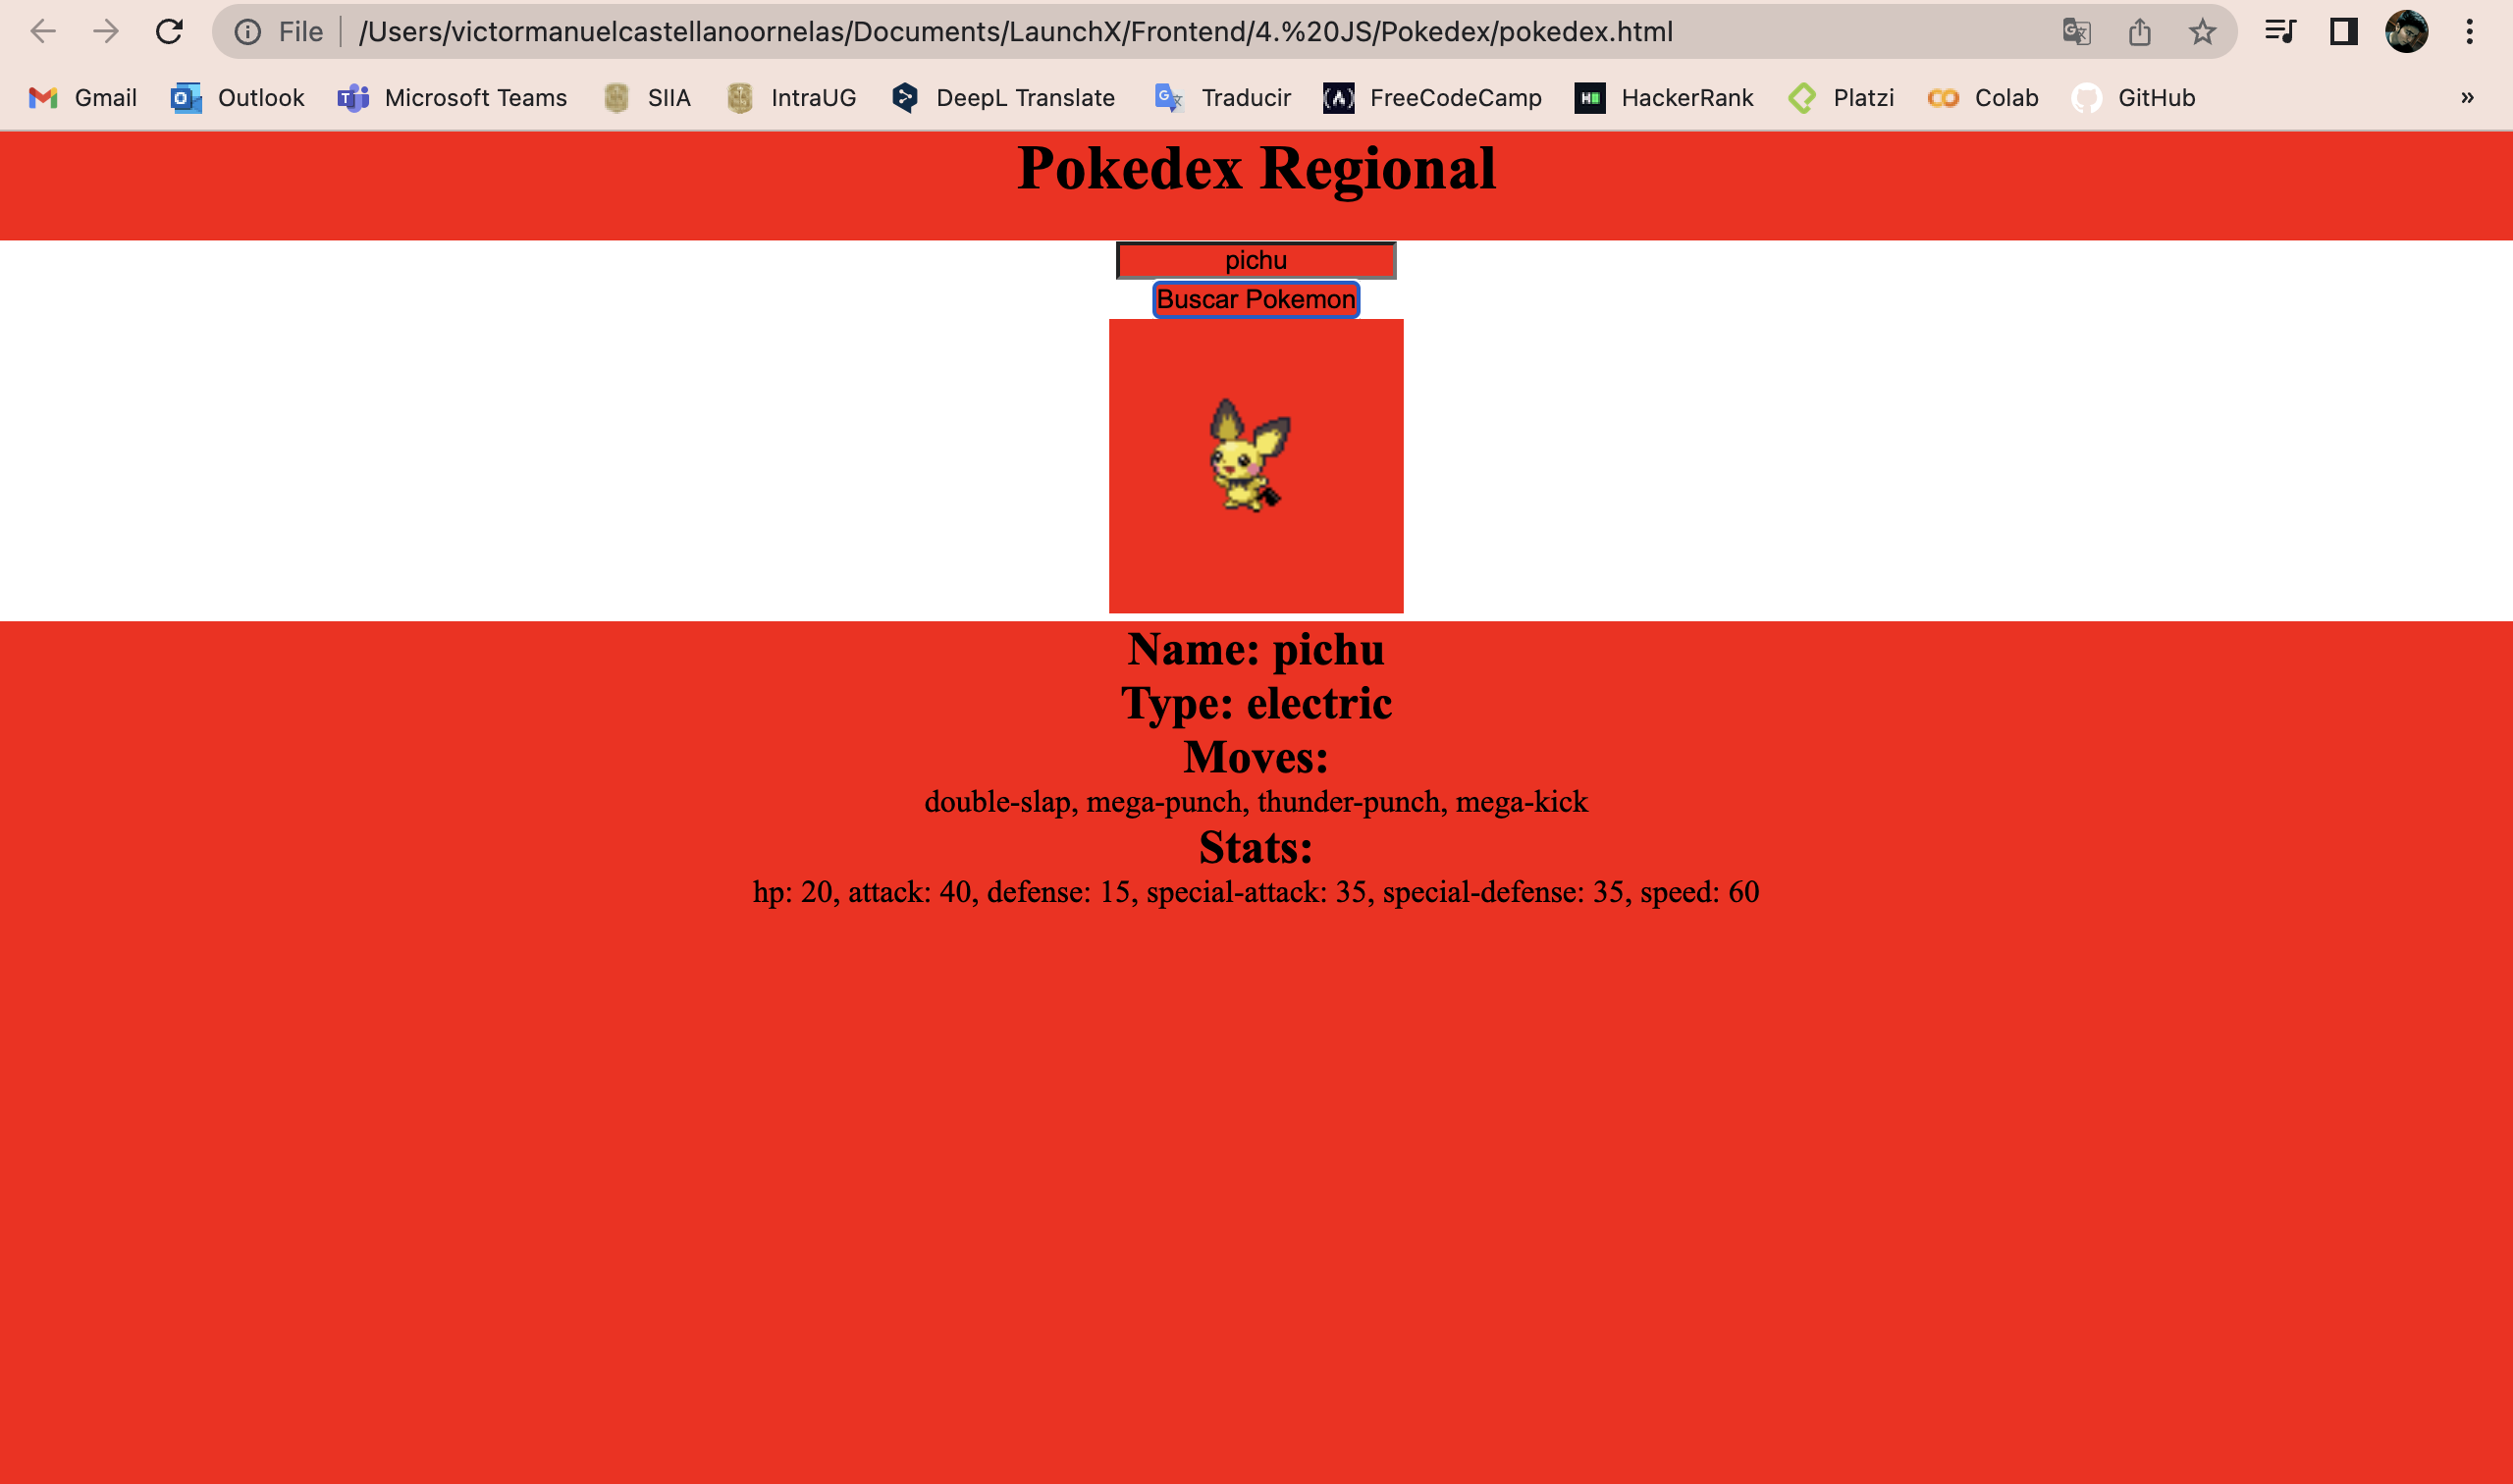 File /Users/victormanuelcastellanoornelas/Documents/LaunchX/Frontend/4.%20JS/Pokedex/pokedex.html
Gmail Outlook Microsoft Teams SIIA IntraUG DeepL Translate Traducir FreeCodeCamp HackerRank Platzi Colab GitHub »
Pokedex Regional
pichu
Buscar Pokemon
Name: pichu
Type: electric
Moves:
double-slap, mega-punch, thunder-punch, mega-kick
Stats:
hp: 20, attack: 40, defense: 15, special-attack: 35, special-defense: 35, speed: 60